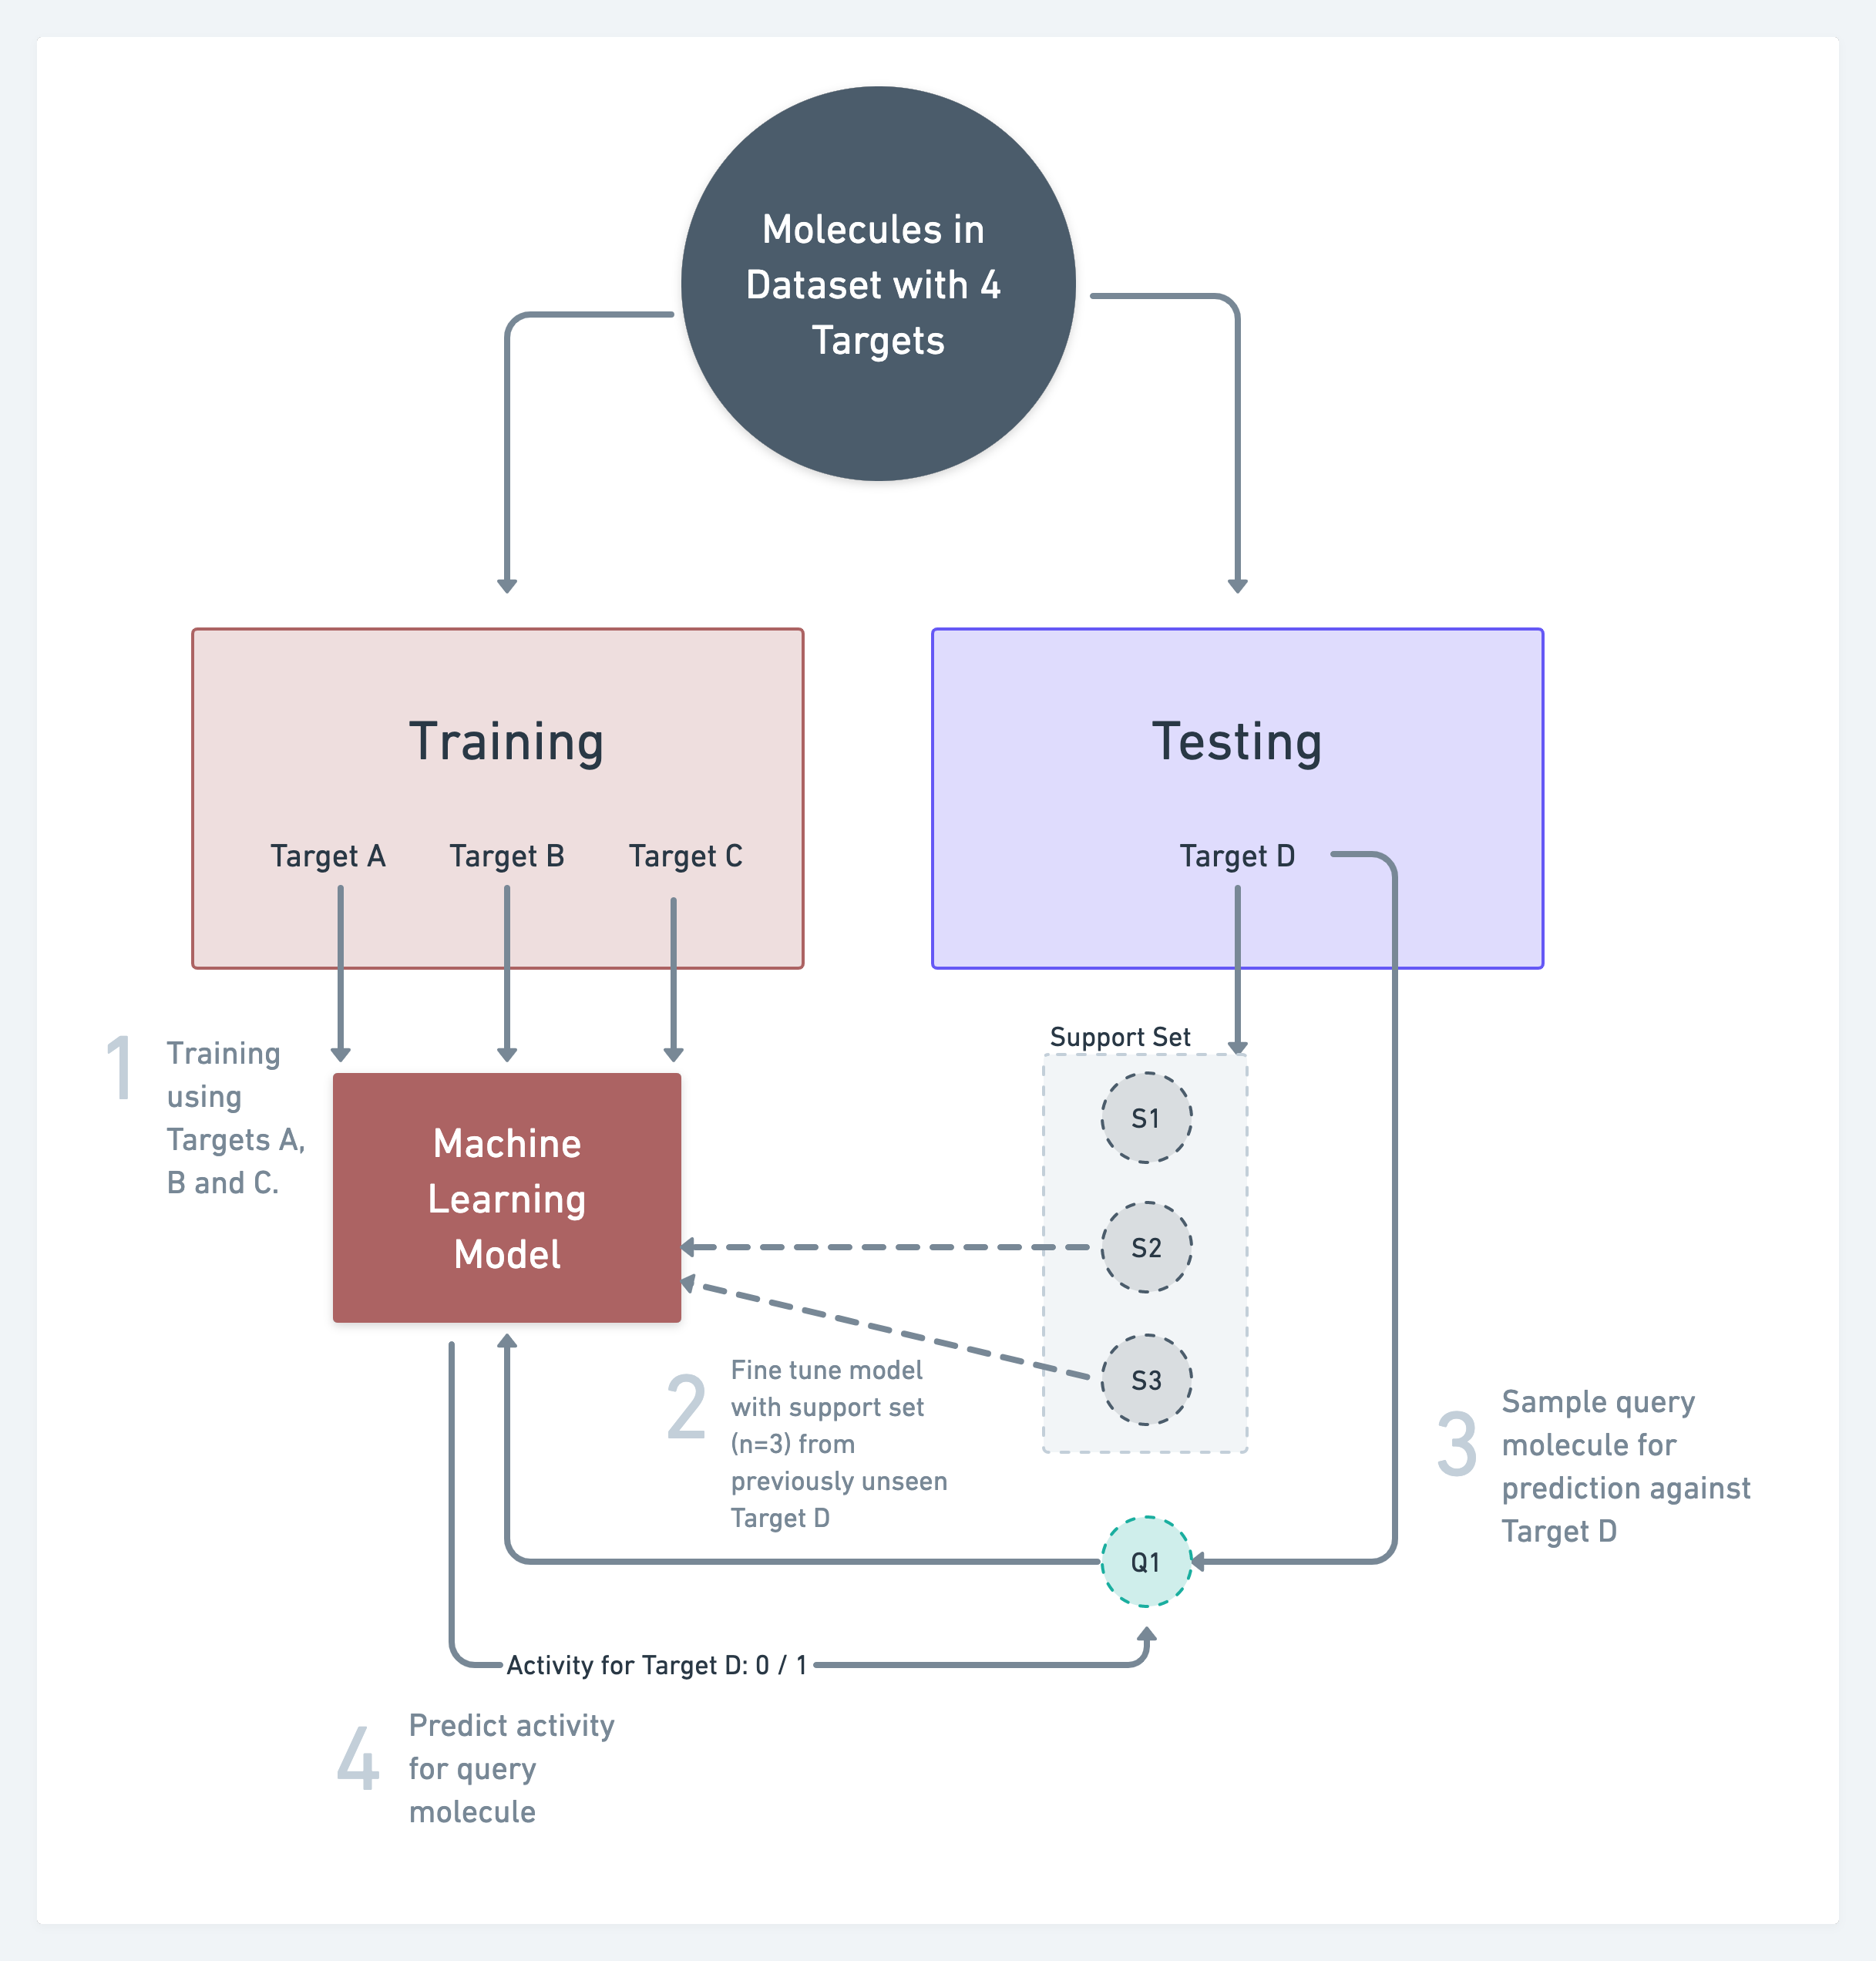 Molecules in
Dataset with 4
Targets
Training
Target A
Target B
Target C
Testing
Target D
1
Training
using
Targets A,
B and C.
Machine
Learning
Model
Support Set
S1
S2
S3
2
Fine tune model
with support set
(n=3) from
previously unseen
Target D
3
Sample query
molecule for
prediction against
Target D
Q1
Activity for Target D: 0 / 1
4
Predict activity
for query
molecule